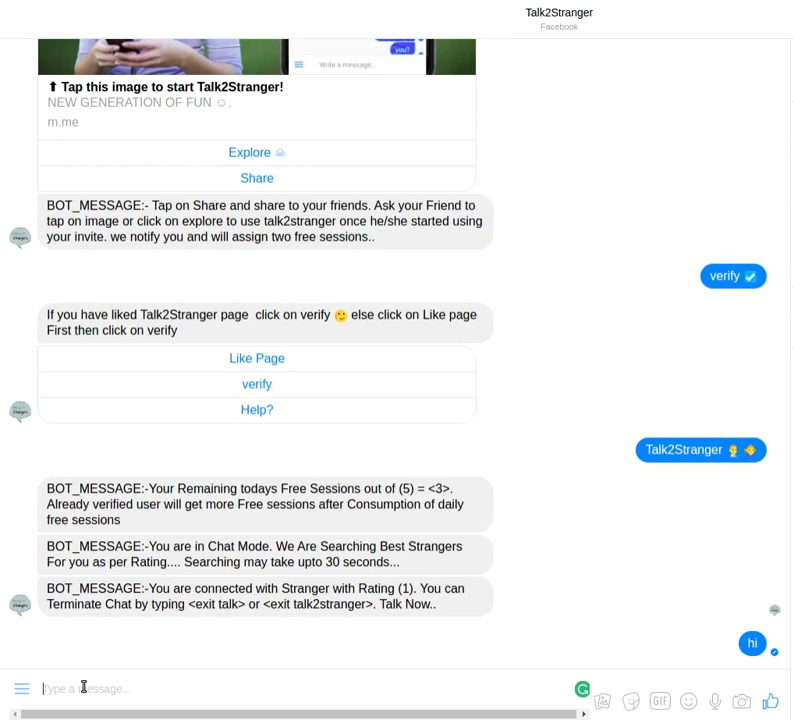 Talk2Stranger
Facebook
you?
Write a message..
⬆ Tap this image to start Talk2Stranger!
NEW GENERATION OF FUN ☺.
m.me
Explore
Share
BOT_MESSAGE:- Tap on Share and share to your friends. Ask your Friend to
tap on image or click on explore to use talk2stranger once he/she started using
your invite. we notify you and will assign two free sessions..
verify ☑
If you have liked Talk2Stranger page click on verify 🙂 else click on Like page
First then click on verify
Like Page
verify
Help?
Talk2Stranger
BOT_MESSAGE:-Your Remaining todays Free Sessions out of (5) = <3>.
Already verified user will get more Free sessions after Consumption of daily
free sessions
BOT_MESSAGE:-You are in Chat Mode. We Are Searching Best Strangers
For you as per Rating.... Searching may take upto 30 seconds...
BOT_MESSAGE:-You are connected with Stranger with Rating (1). You can
Terminate Chat by typing <exit talk> or <exit talk2stranger>. Talk Now..
hi
Type a message...
GIF